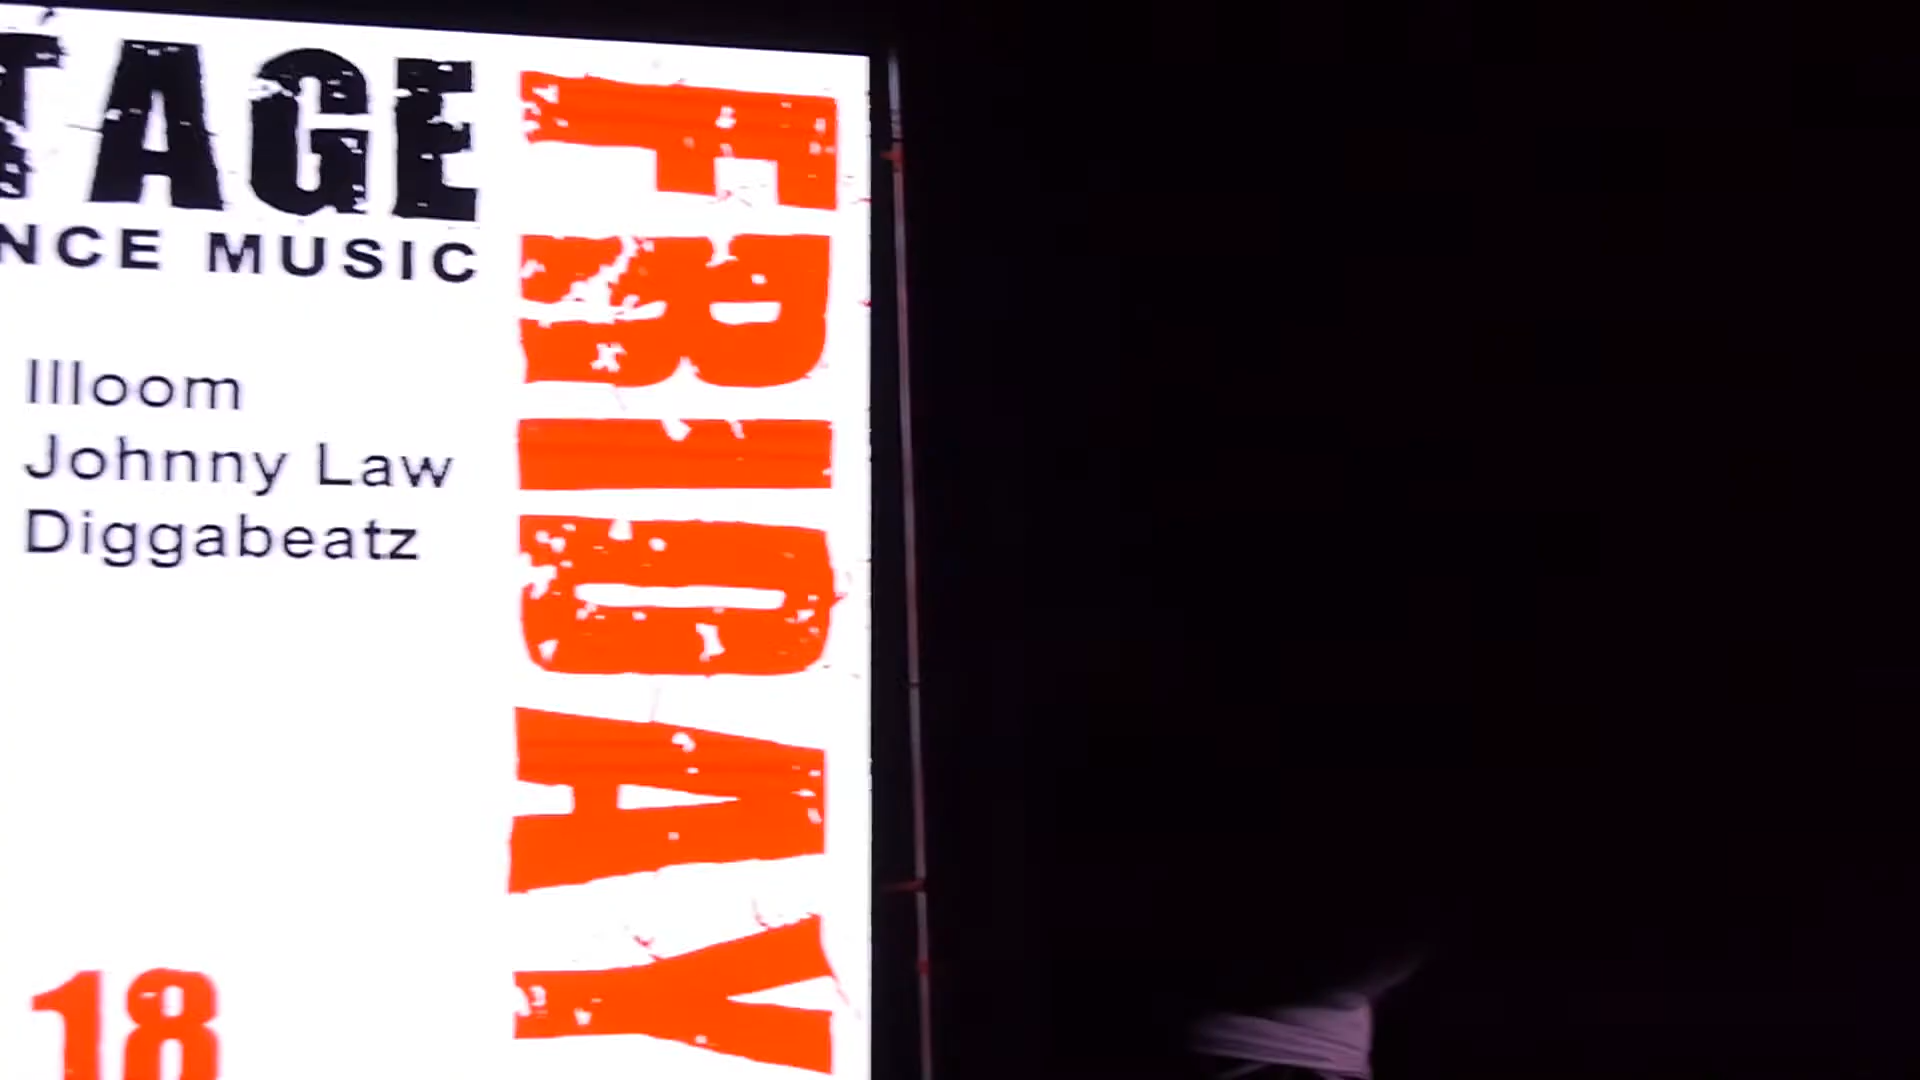 TAGE
NCE MUSIC
Illoom
Johnny Law
Diggabeatz
18
FRIDAY